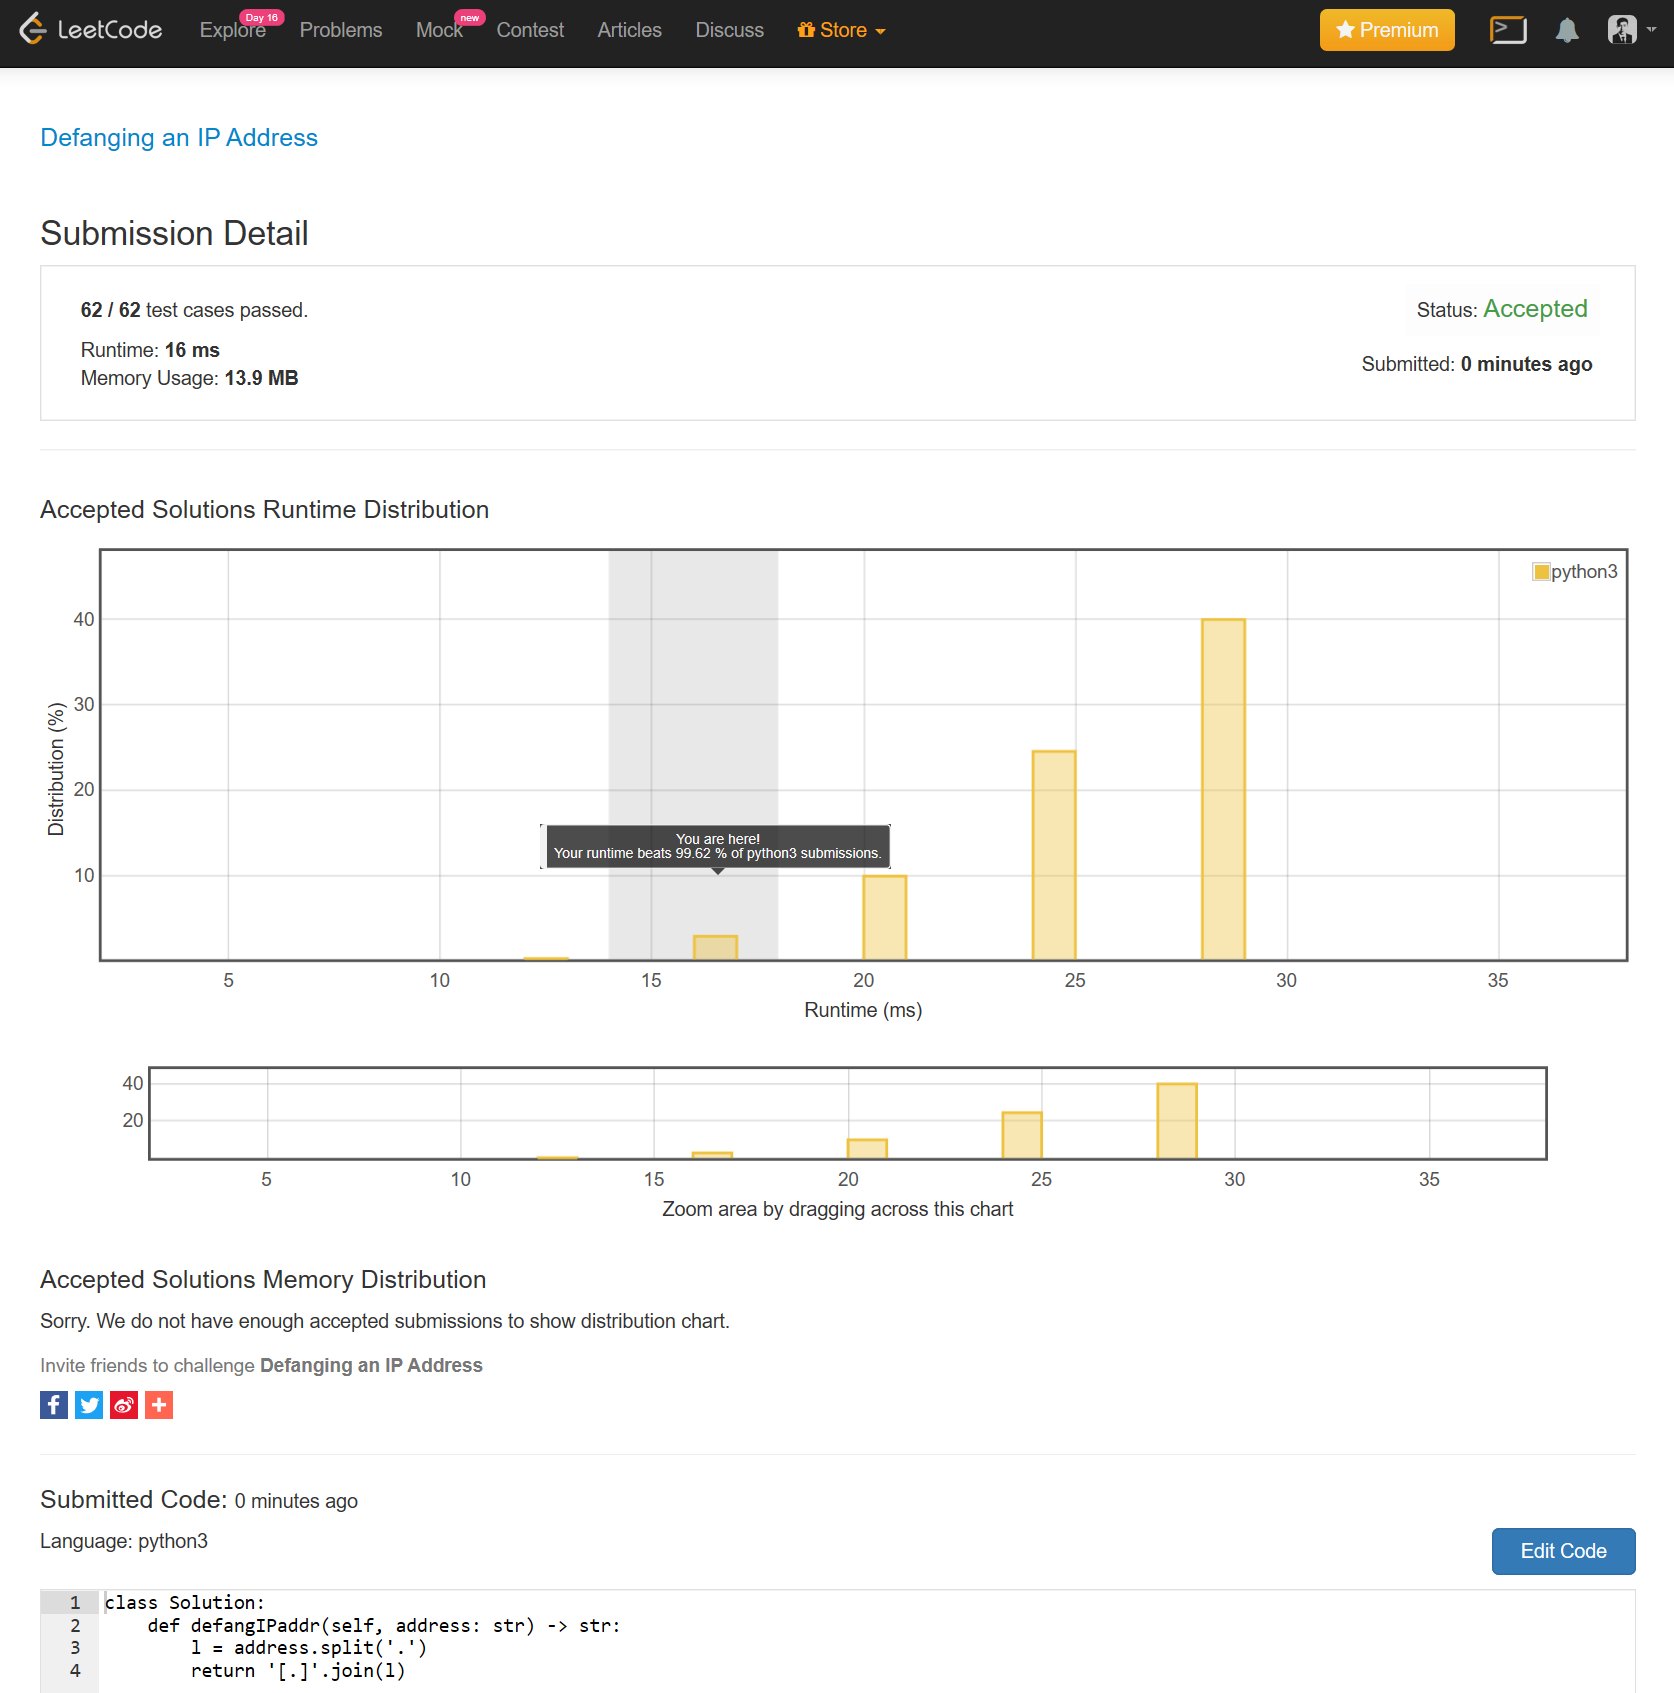 LeetCode
Explore Day 16 Problems Mock new Contest Articles Discuss Store Premium
Defanging an IP Address
Submission Detail
62 / 62 test cases passed.
Status: Accepted
Runtime: 16 ms
Submitted: 0 minutes ago
Memory Usage: 13.9 MB
Accepted Solutions Runtime Distribution
python3
40
30
20
10
Distribution (%)
You are here!
Your runtime beats 99.62 % of python3 submissions.
5 10 15 20 25 30 35
Runtime (ms)
40
20
5 10 15 20 25 30 35
Zoom area by dragging across this chart
Accepted Solutions Memory Distribution
Sorry. We do not have enough accepted submissions to show distribution chart.
Invite friends to challenge Defanging an IP Address
Submitted Code: 0 minutes ago
Language: python3
Edit Code
1 class Solution:
2     def defangIPaddr(self, address: str) -> str:
3         l = address.split('.')
4         return '[.]'.join(l)